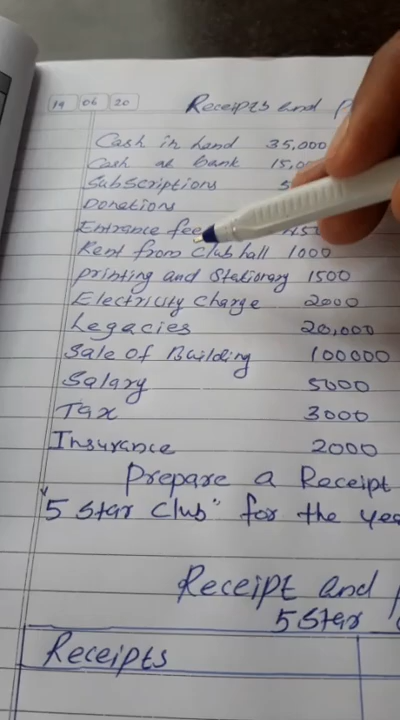 19 06 20
Receipts and
Cash in hand 35,000
Cash at bank
Subscriptions
Donations
Entrance fee
Rent from Club hall 1000
Printing and Stationary 1500
Electricity Charge 2000
Legacies 20,000
Sale of Building 100000
Salary 5000
Tax 3000
Insurance 2000
Prepare a Receipt
"5 Star Club" for the
Receipt and
5 Star
Receipts